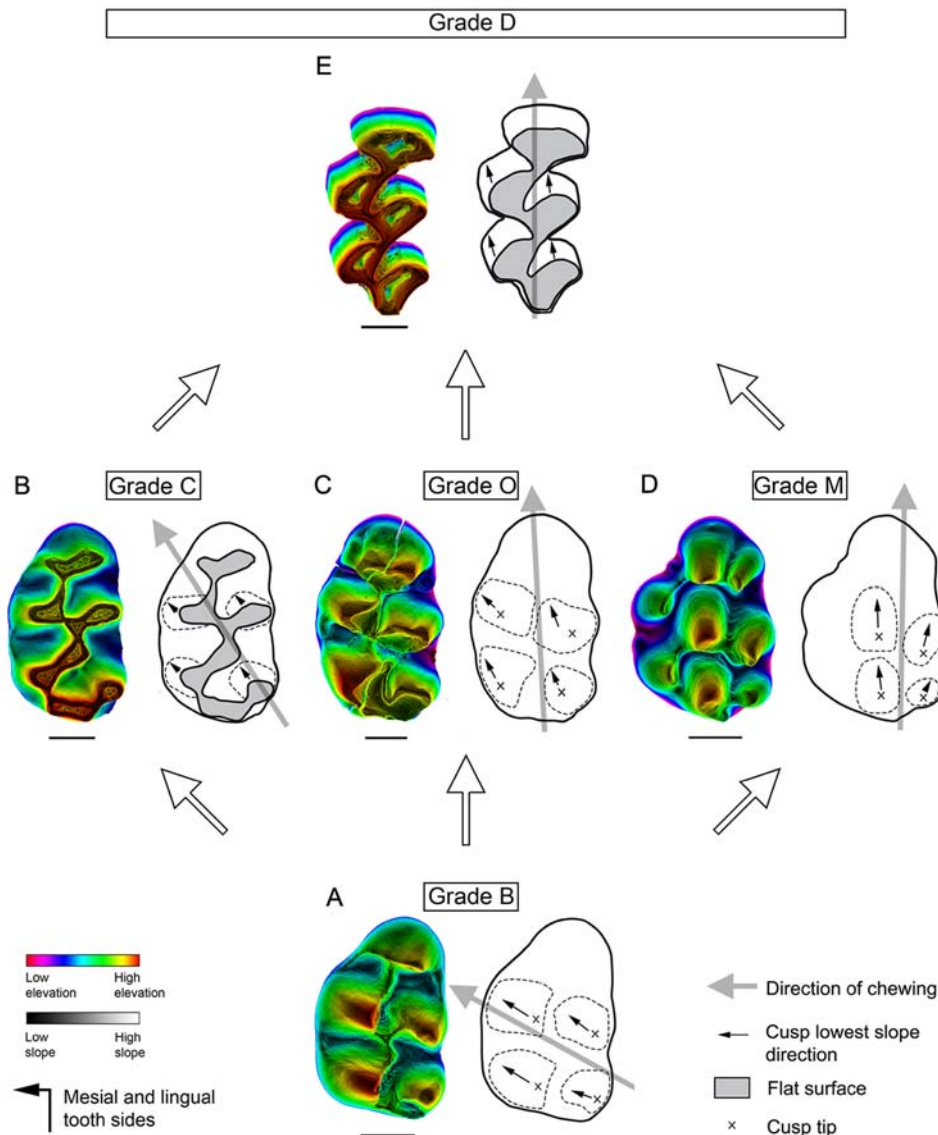 Grade D
E
B
Grade C
C
Grade O
D
Grade M
A
Grade B
Low
elevation
High
elevation
Low
slope
High
slope
Mesial and lingual
tooth sides
Direction of chewing
Cusp lowest slope
direction
Flat surface
Cusp tip